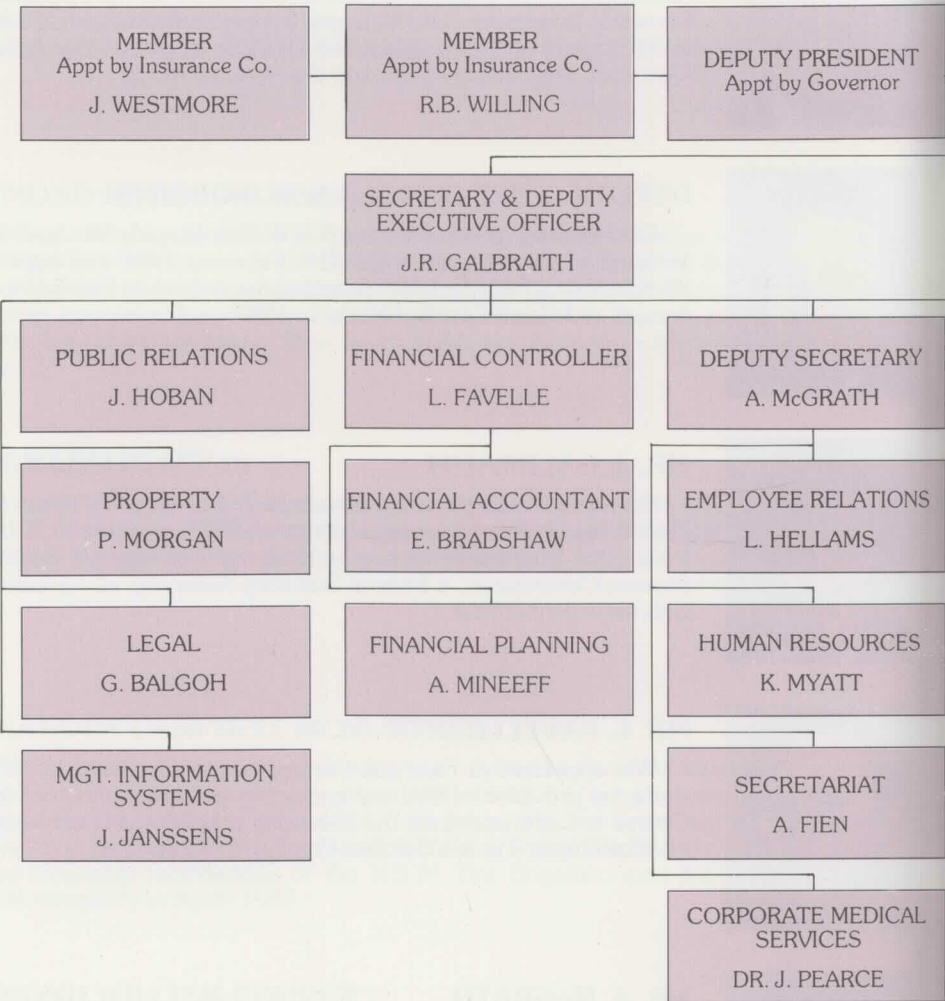 MEMBER
Appt by Insurance Co.
J. WESTMORE
MEMBER
Appt by Insurance Co.
R.B. WILLING
DEPUTY PRESIDENT
Appt by Governor
SECRETARY & DEPUTY
EXECUTIVE OFFICER
J.R. GALBRAITH
PUBLIC RELATIONS
J. HOBAN
FINANCIAL CONTROLLER
L. FAVELLE
DEPUTY SECRETARY
A. McGRATH
PROPERTY
P. MORGAN
FINANCIAL ACCOUNTANT
E. BRADSHAW
EMPLOYEE RELATIONS
L. HELLAMS
LEGAL
G. BALGOH
FINANCIAL PLANNING
A. MINEEFF
HUMAN RESOURCES
K. MYATT
MGT. INFORMATION
SYSTEMS
J. JANSSENS
SECRETARIAT
A. FIEN
CORPORATE MEDICAL
SERVICES
DR. J. PEARCE